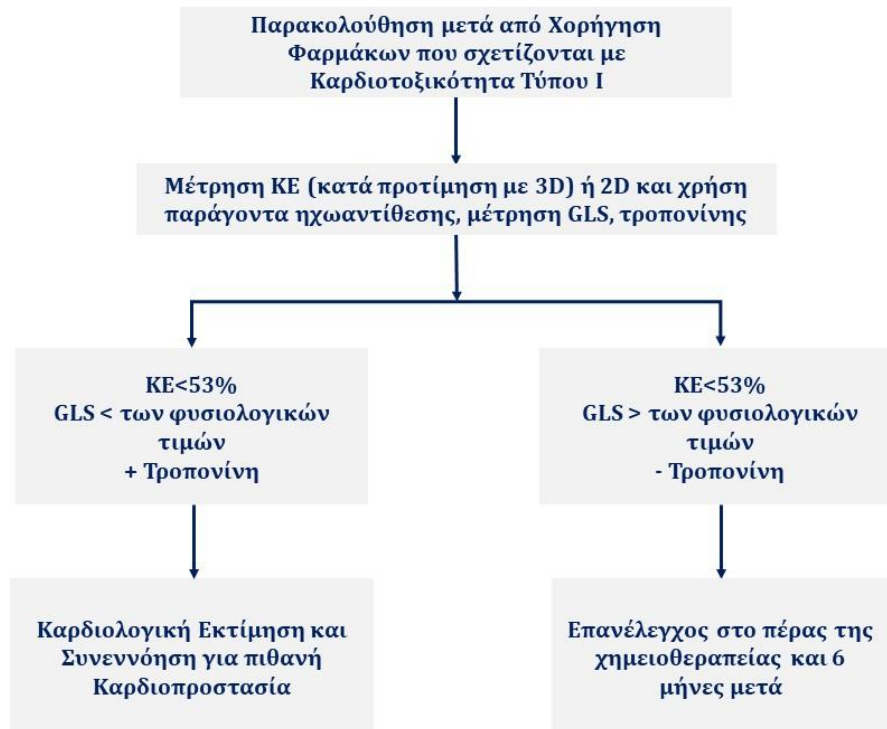 Παρακολούθηση μετά από Χορήγηση
Φαρμάκων που σχετίζονται με
Καρδιοτοξικότητα Τύπου Ι
Μέτρηση ΚΕ (κατά προτίμηση με 3D) ή 2D και χρήση
παράγοντα ηχωαντίθεσης, μέτρηση GLS, τροπονίνης
ΚΕ<53%
GLS < των φυσιολογικών
τιμών
+ Τροπονίνη
ΚΕ<53%
GLS > των φυσιολογικών
τιμών
- Τροπονίνη
Καρδιολογική Εκτίμηση και
Συνεννόηση για πιθανή
Καρδιοπροστασία
Επανέλεγχος στο πέρας της
χημειοθεραπείας και 6
μήνες μετά